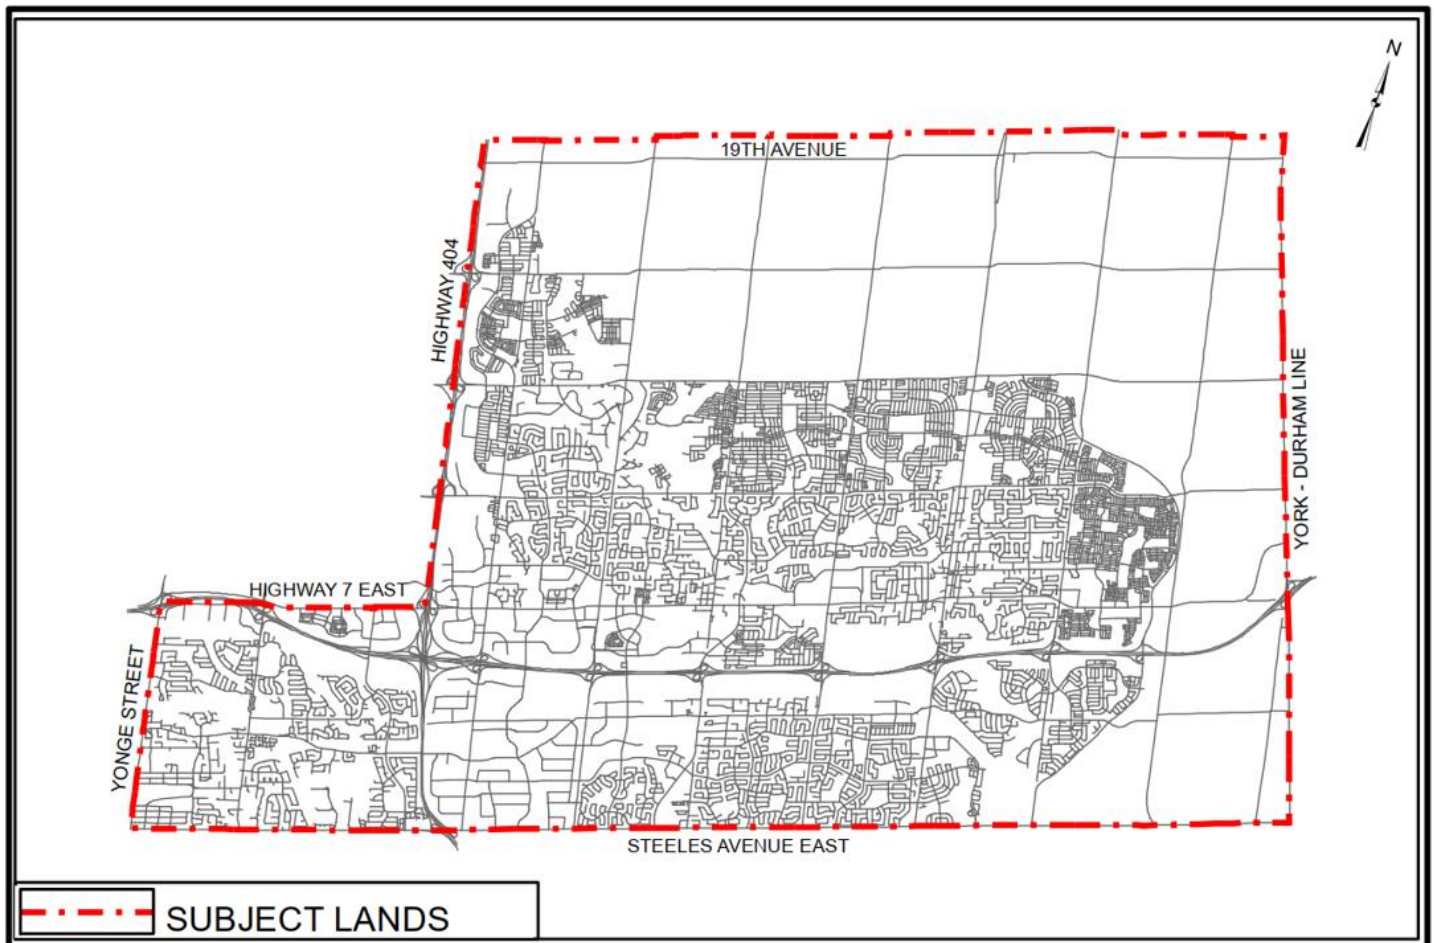 N
19TH AVENUE
HIGHWAY 404
YORK - DURHAM LINE
HIGHWAY 7 EAST
YONGE STREET
STEELES AVENUE EAST
SUBJECT LANDS